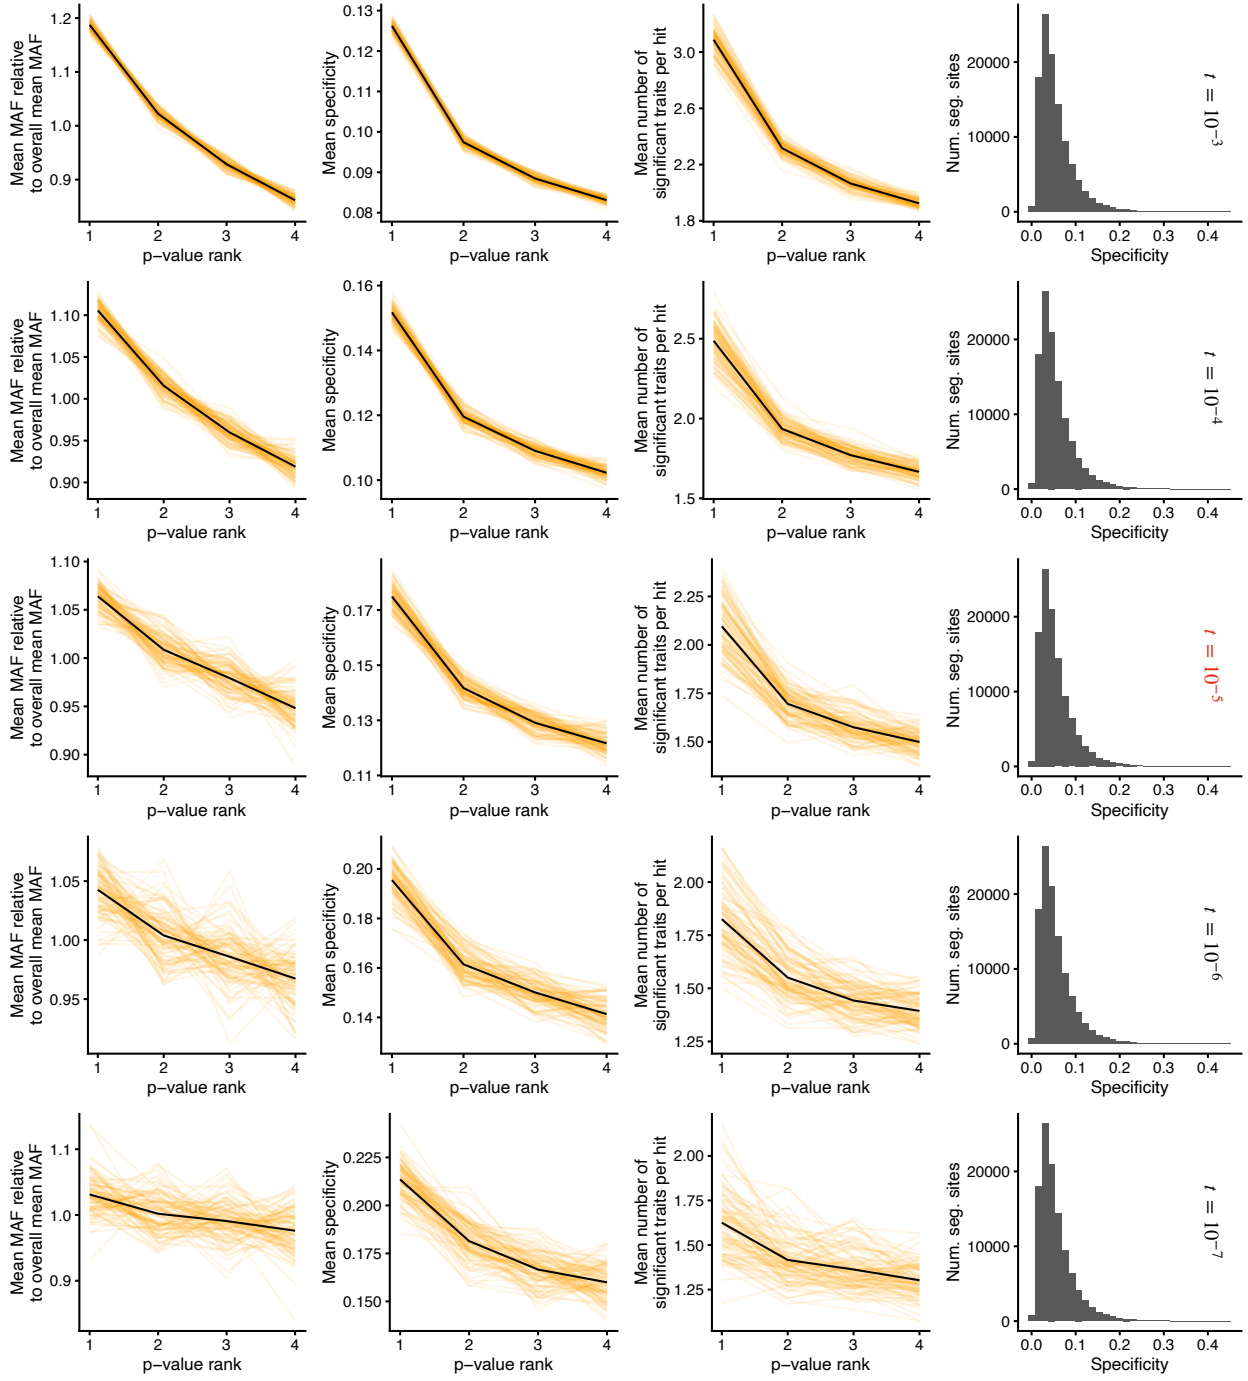 Mean MAF relative
to overall mean MAF
1.2
1.1
1.0
0.9
1 2 3 4
p-value rank
Mean specificity
0.13
0.12
0.11
0.10
0.09
0.08
1 2 3 4
p-value rank
Mean number of
significant traits per hit
3.0
2.6
2.2
1.8
1 2 3 4
p-value rank
Num. seg. sites
20000
10000
0
0.0 0.1 0.2 0.3 0.4
Specificity
t = 10⁻³
Mean MAF relative
to overall mean MAF
1.10
1.05
1.00
0.95
0.90
1 2 3 4
p-value rank
Mean specificity
0.16
0.14
0.12
0.10
1 2 3 4
p-value rank
Mean number of
significant traits per hit
2.5
2.0
1.5
1 2 3 4
p-value rank
Num. seg. sites
20000
10000
0
0.0 0.1 0.2 0.3 0.4
Specificity
t = 10⁻⁴
Mean MAF relative
to overall mean MAF
1.10
1.05
1.00
0.95
0.90
1 2 3 4
p-value rank
Mean specificity
0.17
0.15
0.13
0.11
1 2 3 4
p-value rank
Mean number of
significant traits per hit
2.25
2.00
1.75
1.50
1 2 3 4
p-value rank
Num. seg. sites
20000
10000
0
0.0 0.1 0.2 0.3 0.4
Specificity
t = 10⁻⁵
Mean MAF relative
to overall mean MAF
1.05
1.00
0.95
1 2 3 4
p-value rank
Mean specificity
0.20
0.18
0.16
0.14
1 2 3 4
p-value rank
Mean number of
significant traits per hit
2.00
1.75
1.50
1.25
1 2 3 4
p-value rank
Num. seg. sites
20000
10000
0
0.0 0.1 0.2 0.3 0.4
Specificity
t = 10⁻⁶
Mean MAF relative
to overall mean MAF
1.1
1.0
0.9
1 2 3 4
p-value rank
Mean specificity
0.225
0.200
0.175
0.150
1 2 3 4
p-value rank
Mean number of
significant traits per hit
2.00
1.75
1.50
1.25
1 2 3 4
p-value rank
Num. seg. sites
20000
10000
0
0.0 0.1 0.2 0.3 0.4
Specificity
t = 10⁻⁷